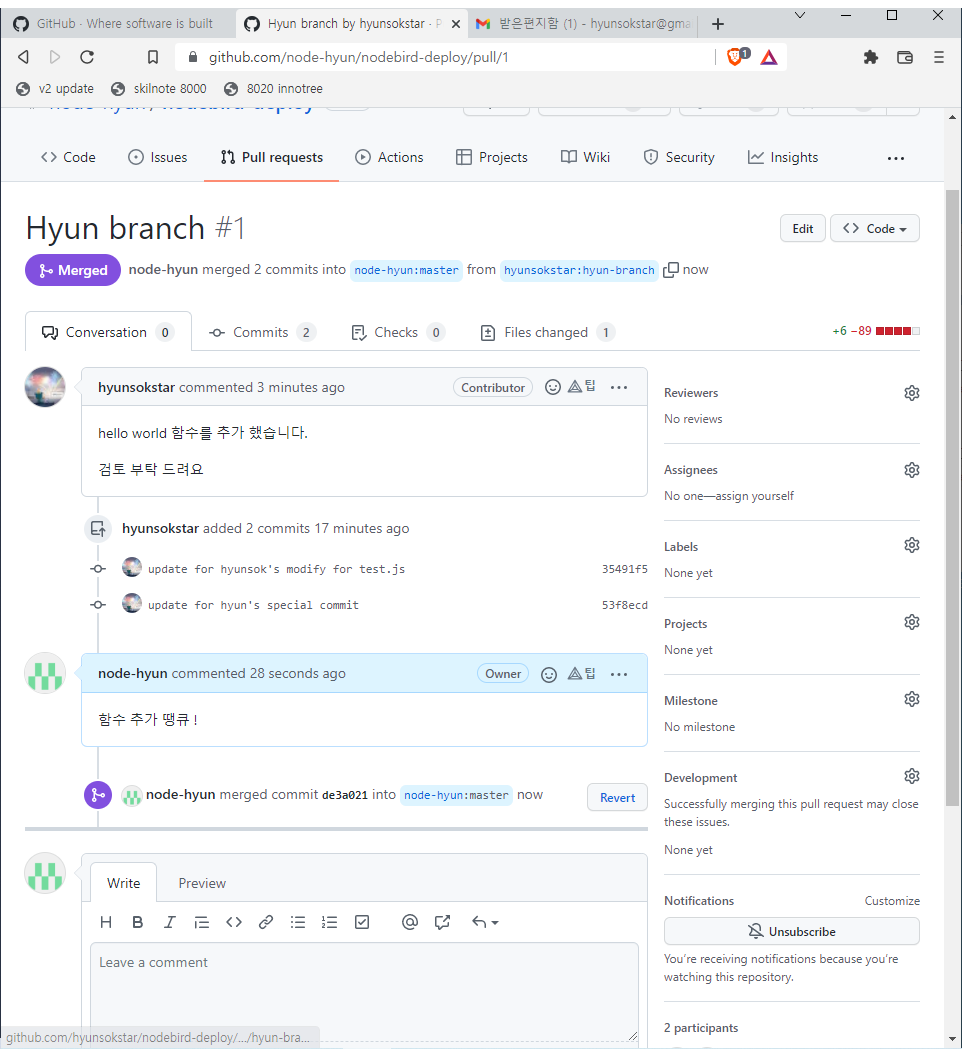 GitHub · Where software is built
Hyun branch by hyunsokstar · P
받은편지함 (1) - hyunsokstar@gma
github.com/node-hyun/nodebird-deploy/pull/1
1
v2 update
skilnote 8000
8020 innotree
node-hyun / nodebird-deploy
Code
Issues
Pull requests
Actions
Projects
Wiki
Security
Insights
Hyun branch #1
Edit
Code
Merged
node-hyun merged 2 commits into node-hyun:master from hyunsokstar:hyun-branch now
Conversation 0
Commits 2
Checks 0
Files changed 1
+6 −89
hyunsokstar commented 3 minutes ago
Contributor
팁
hello world 함수를 추가 했습니다.
검토 부탁 드려요
hyunsokstar added 2 commits 17 minutes ago
update for hyunsok's modify for test.js 35491f5
update for hyun's special commit 53f8ecd
node-hyun commented 28 seconds ago
Owner
팁
함수 추가 땡큐 !
node-hyun merged commit de3a021 into node-hyun:master now
Revert
Write
Preview
H B I
Leave a comment
Reviewers
No reviews
Assignees
No one—assign yourself
Labels
None yet
Projects
None yet
Milestone
No milestone
Development
Successfully merging this pull request may close
these issues.
None yet
Notifications
Customize
Unsubscribe
You're receiving notifications because you're
watching this repository.
2 participants
github.com/hyunsokstar/nodebird-deploy/.../hyun-bra...